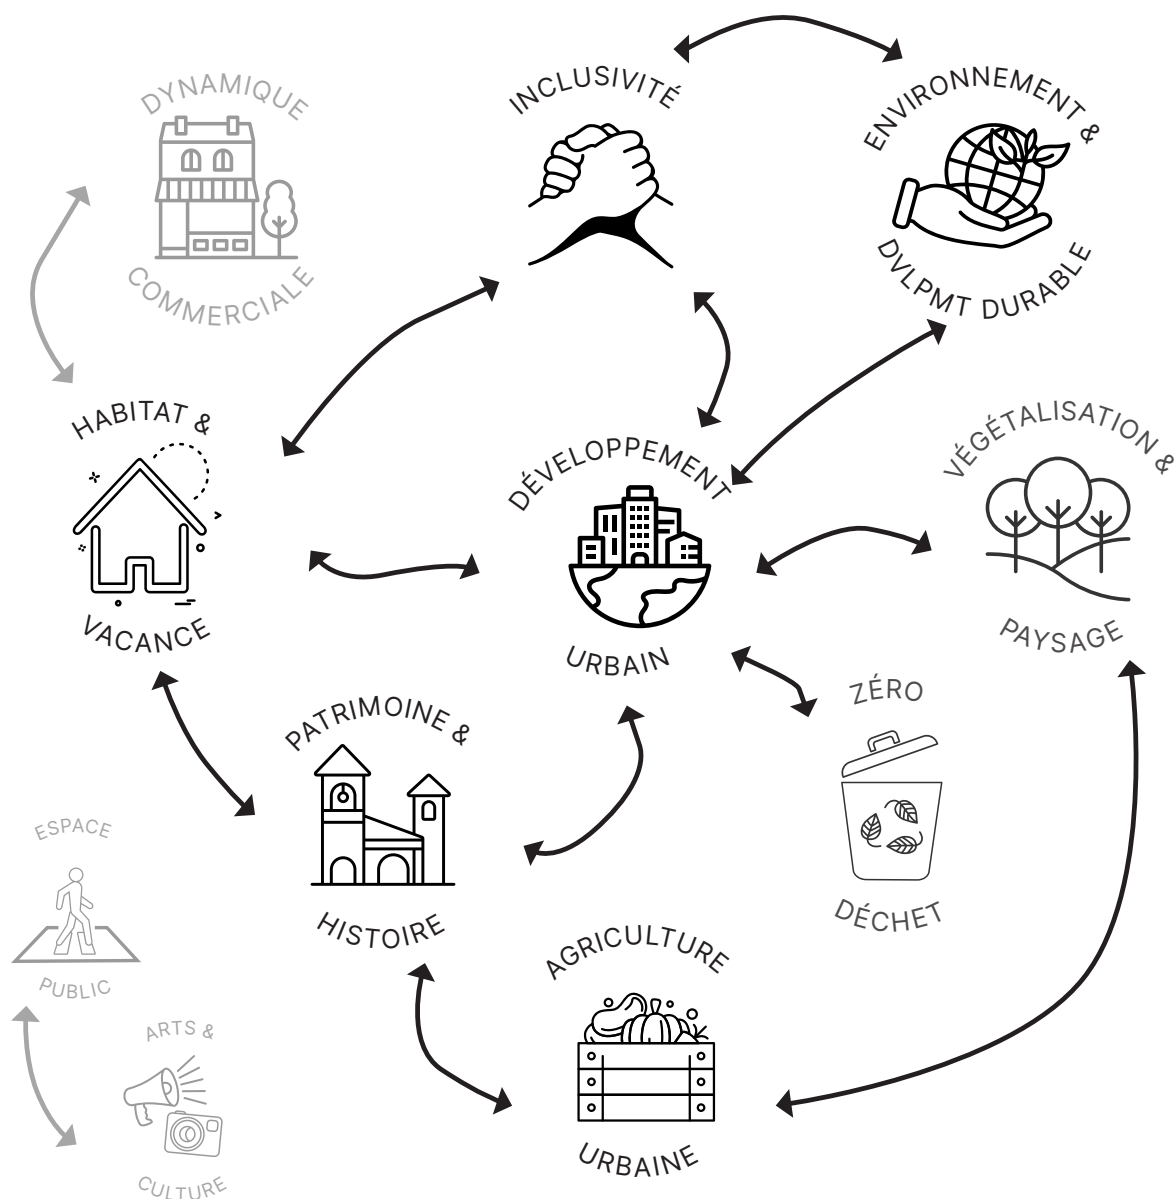 DYNAMIQUE
COMMERCIALE
INCLUSIVITÉ
ENVIRONNEMENT &
DVLPMT DURABLE
HABITAT &
VACANCE
DÉVELOPPEMENT
URBAIN
VÉGÉTALISATION &
PAYSAGE
PATRIMOINE &
HISTOIRE
ZÉRO
DÉCHET
ESPACE
PUBLIC
AGRICULTURE
URBAINE
ARTS &
CULTURE